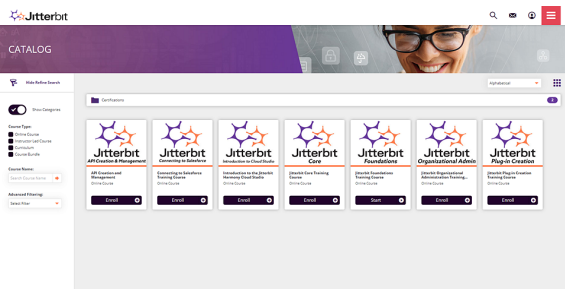 Jitterbit
CATALOG
Hide Refine Search
Alphabetical
Show Categories
Certifications
Course Type:
Online Course
Instructor-Led Course
Curriculum
Course Bundle
Course Name:
Search Course Name
Advanced Filtering:
Select Filter
Jitterbit
API Creation & Management
API Creation and
Management
Online Course
Enroll
Jitterbit
Connecting to Salesforce
Connecting to Salesforce
Training Course
Online Course
Enroll
Jitterbit
Introduction to Cloud Studio
Introduction to the Jitterbit
Harmony Cloud Studio
Online Course
Enroll
Jitterbit
Core
Jitterbit Core Training
Course
Online Course
Enroll
Jitterbit
Foundations
Jitterbit Foundations
Training Course
Online Course
Start
Jitterbit
Organizational Admin
Jitterbit Organizational
Administration Training...
Online Course
Enroll
Jitterbit
Plug-in Creation
Jitterbit Plug-in Creation
Training Course
Online Course
Enroll